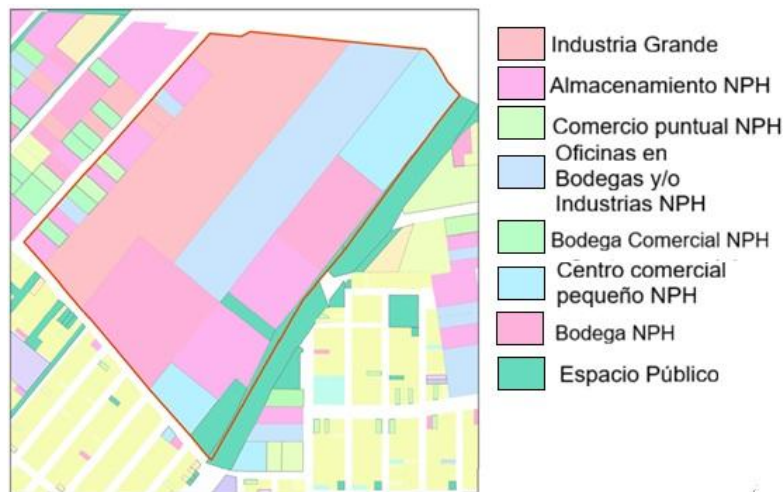 Industria Grande
Almacenamiento NPH
Comercio puntual NPH
Oficinas en
Bodegas y/o
Industrias NPH
Bodega Comercial NPH
Centro comercial
pequeño NPH
Bodega NPH
Espacio Público